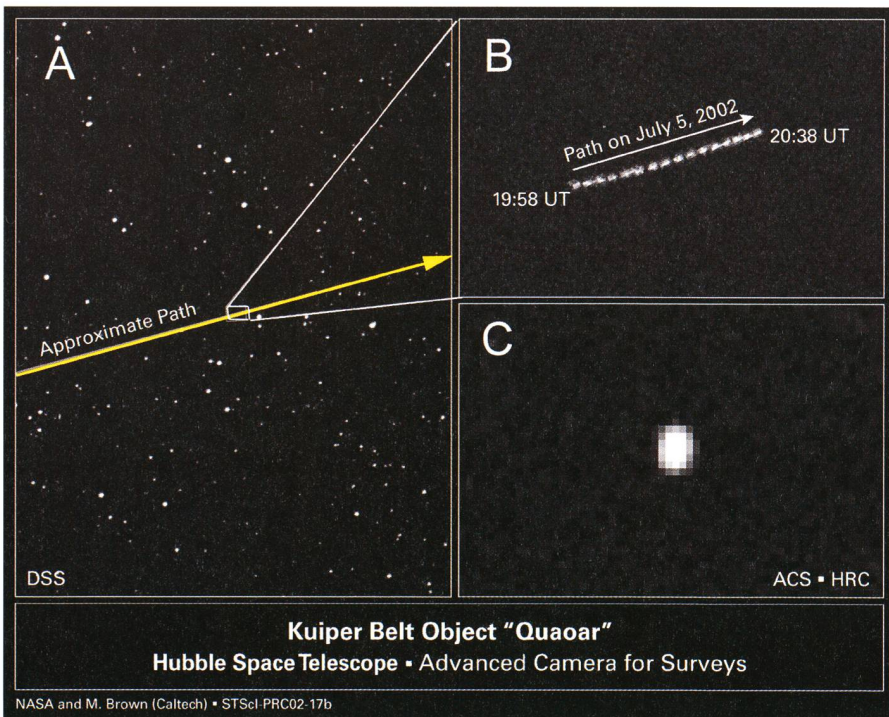 A
Approximate Path
DSS
B
Path on July 5, 2002
20:38 UT
19:58 UT
C
ACS ▪ HRC
Kuiper Belt Object “Quaoar”
Hubble Space Telescope ▪ Advanced Camera for Surveys
NASA and M. Brown (Caltech) ▪ STScI-PRC02-17b